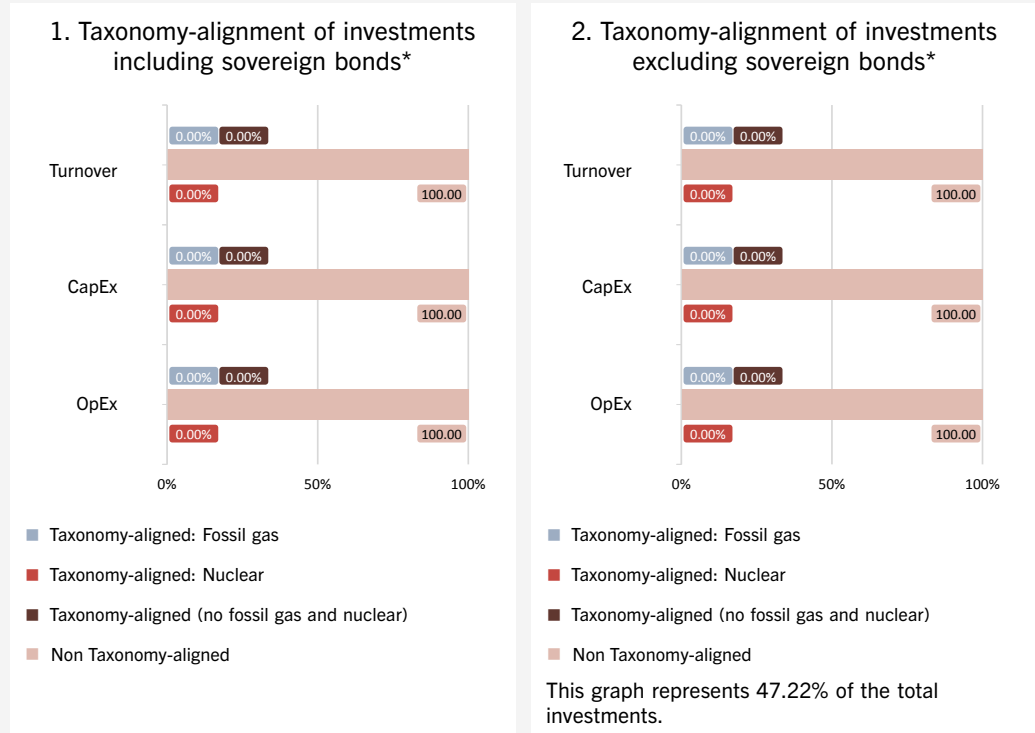 1. Taxonomy-alignment of investments
including sovereign bonds*
0.00% 0.00%
Turnover
0.00% 100.00
0.00% 0.00%
CapEx
0.00% 100.00
0.00% 0.00%
OpEx
0.00% 100.00
0% 50% 100%
Taxonomy-aligned: Fossil gas
Taxonomy-aligned: Nuclear
Taxonomy-aligned (no fossil gas and nuclear)
Non Taxonomy-aligned
2. Taxonomy-alignment of investments
excluding sovereign bonds*
0.00% 0.00%
Turnover
0.00% 100.00
0.00% 0.00%
CapEx
0.00% 100.00
0.00% 0.00%
OpEx
0.00% 100.00
0% 50% 100%
Taxonomy-aligned: Fossil gas
Taxonomy-aligned: Nuclear
Taxonomy-aligned (no fossil gas and nuclear)
Non Taxonomy-aligned
This graph represents 47.22% of the total
investments.